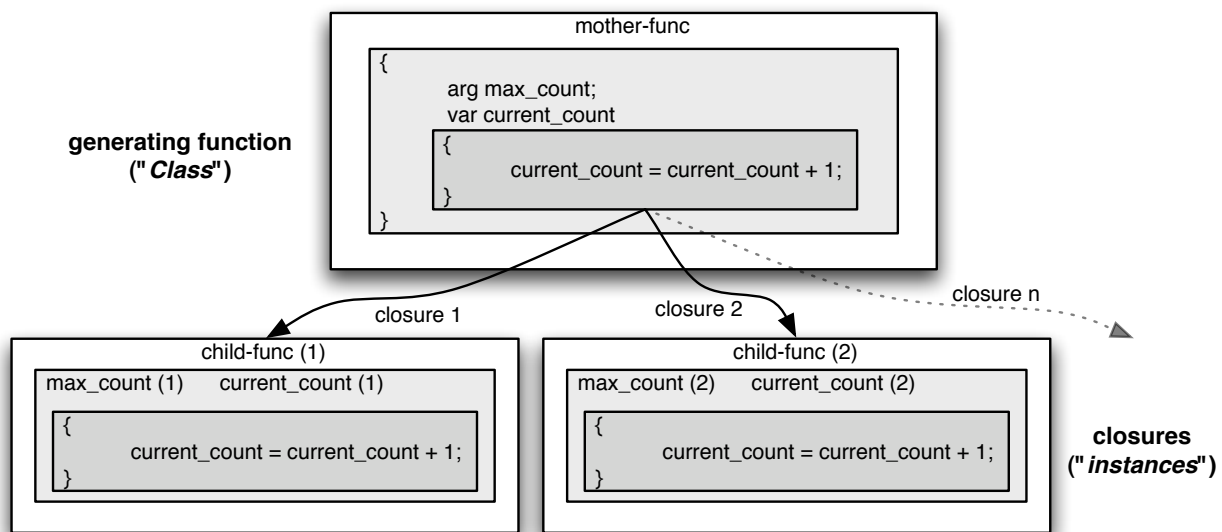 mother-func
{
arg max_count;
var current_count
{
current_count = current_count + 1;
}
}
generating function
("Class")
closure 1
closure 2
closure n
child-func (1)
max_count (1) current_count (1)
{
current_count = current_count + 1;
}
child-func (2)
max_count (2) current_count (2)
{
current_count = current_count + 1;
}
closures
("instances")